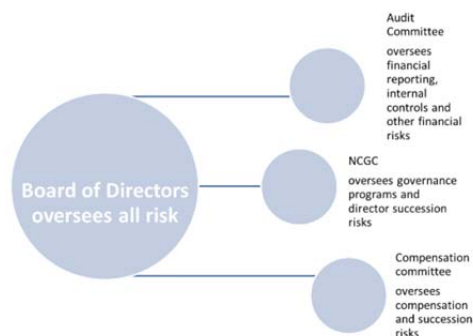 Audit
Committee
oversees
financial
reporting,
internal
controls and
other financial
risks
Board of Directors
oversees all risk
NCGC
oversees governance
programs and
director succession
risks
Compensation
committee
oversees
compensation
and succession
risks